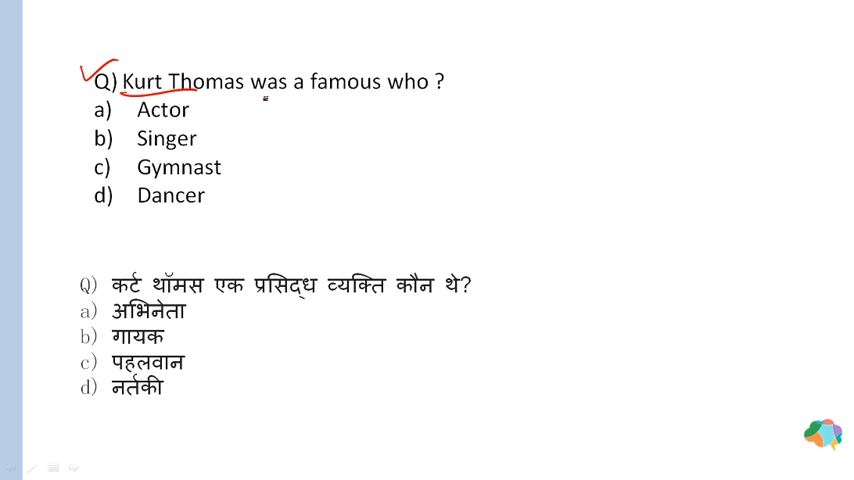 Q) Kurt Thomas was a famous who ?
a) Actor
b) Singer
c) Gymnast
d) Dancer
Q) कर्ट थॉमस एक प्रसिद्ध व्यक्ति कौन थे?
a) अभिनेता
b) गायक
c) पहलवान
d) नर्तकी